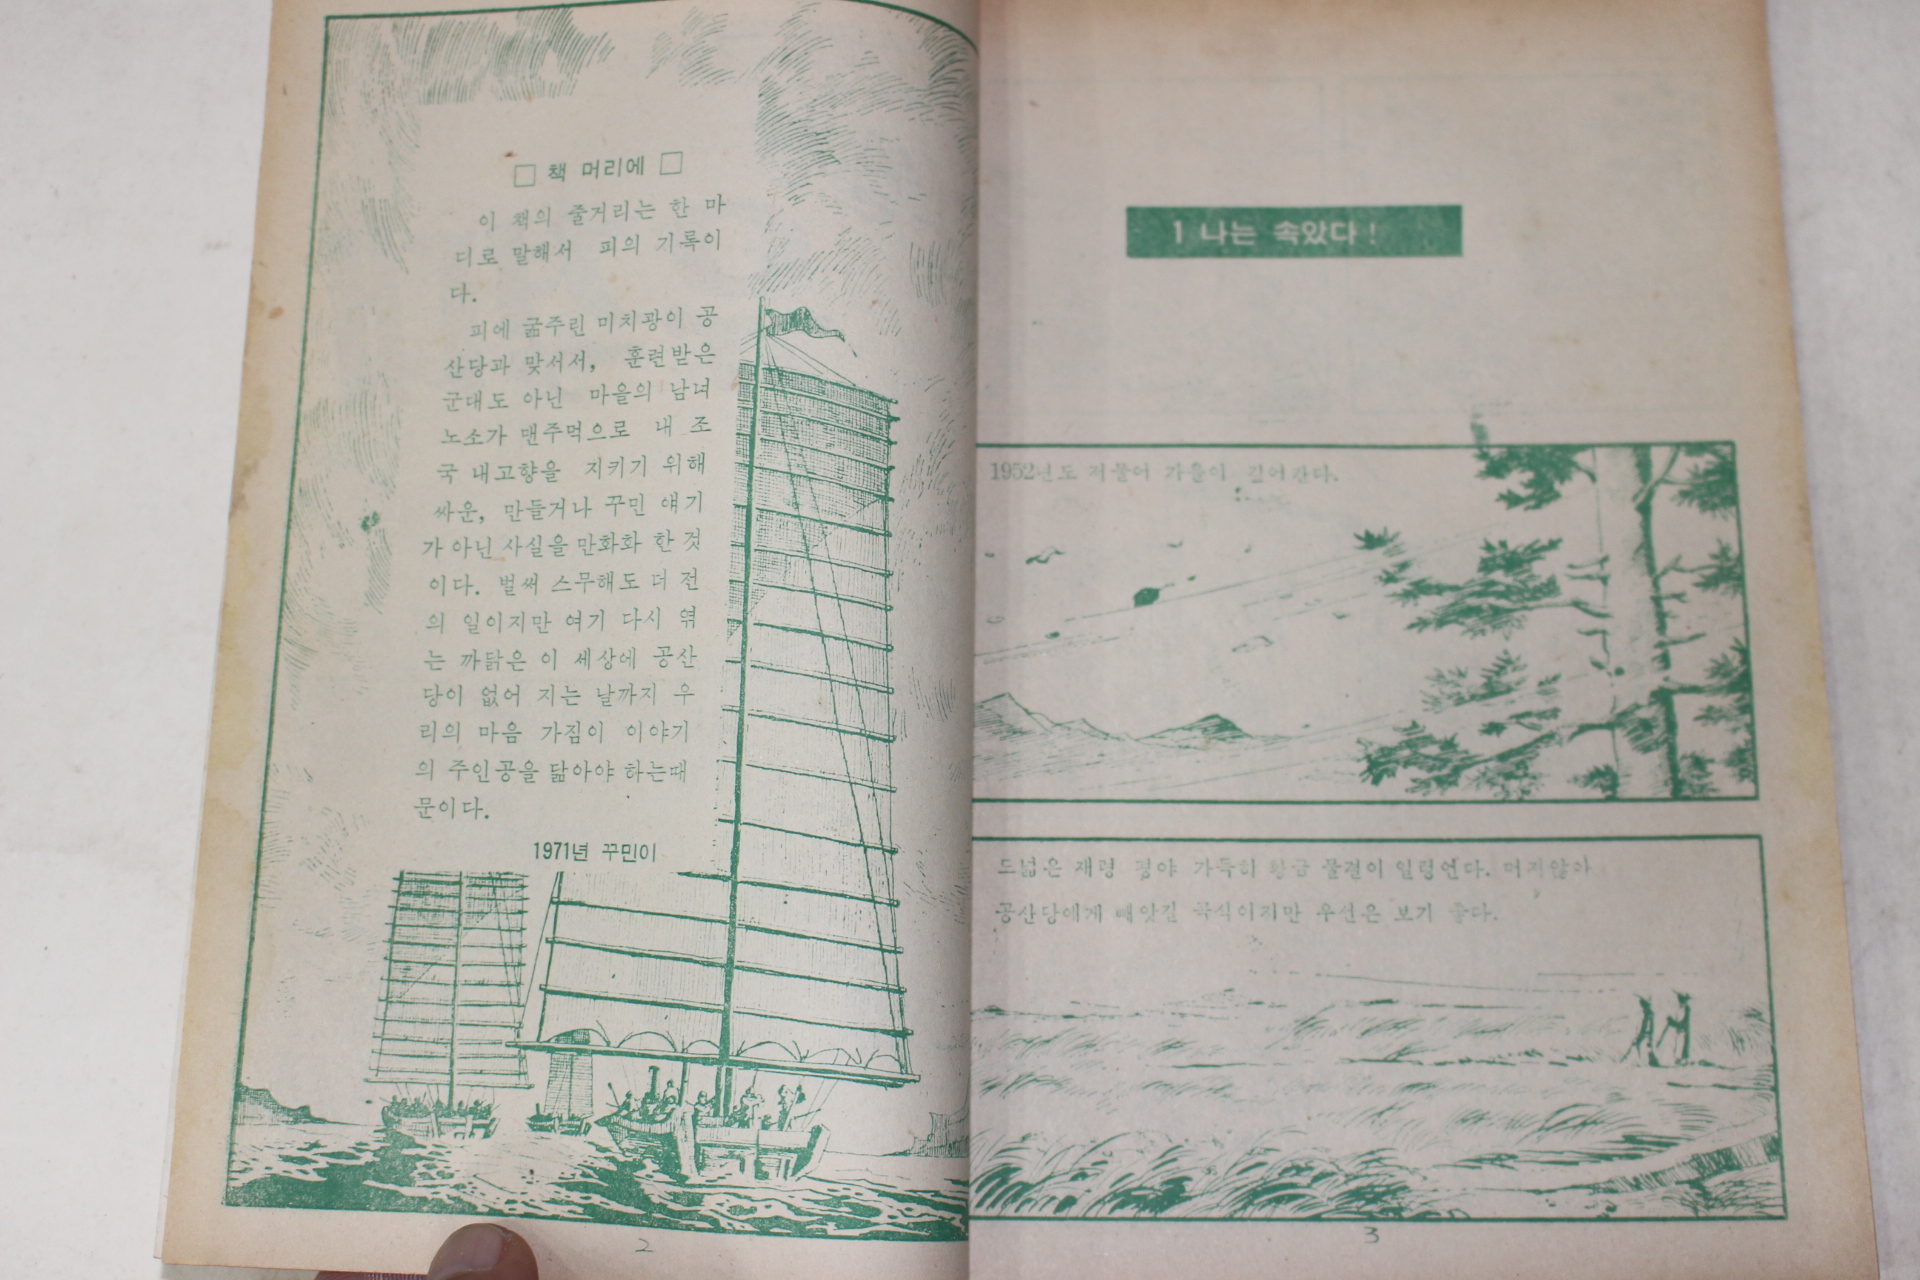 □ 책 머리에 □
이 책의 줄거리는 한 마
디로 말해서 피의 기록이
다.
피에 굶주린 미치광이 공
산당과 맞서서, 훈련받은
군대도 아닌 마을의 남녀
노소가 맨주먹으로 내 조
국 내고향을 지키기 위해
싸운, 만들거나 꾸민 얘기
가 아닌 사실을 만화화 한 것
이다. 벌써 스무해도 더 전
의 일이지만 여기 다시 엮
는 까닭은 이 세상에 공산
당이 없어 지는 날까지 우
리의 마음 가짐이 이야기
의 주인공을 닮아야 하는때
문이다.
1971년 꾸민이
2
1 나는 속았다!
1952년도 저물어 가을이 깊어 간다.
드넓은 재령 평야 가득히 황금 물결이 일렁인다. 머지않아
공산당에게 빼앗길 곡식이지만 우선은 보기 좋다.
3